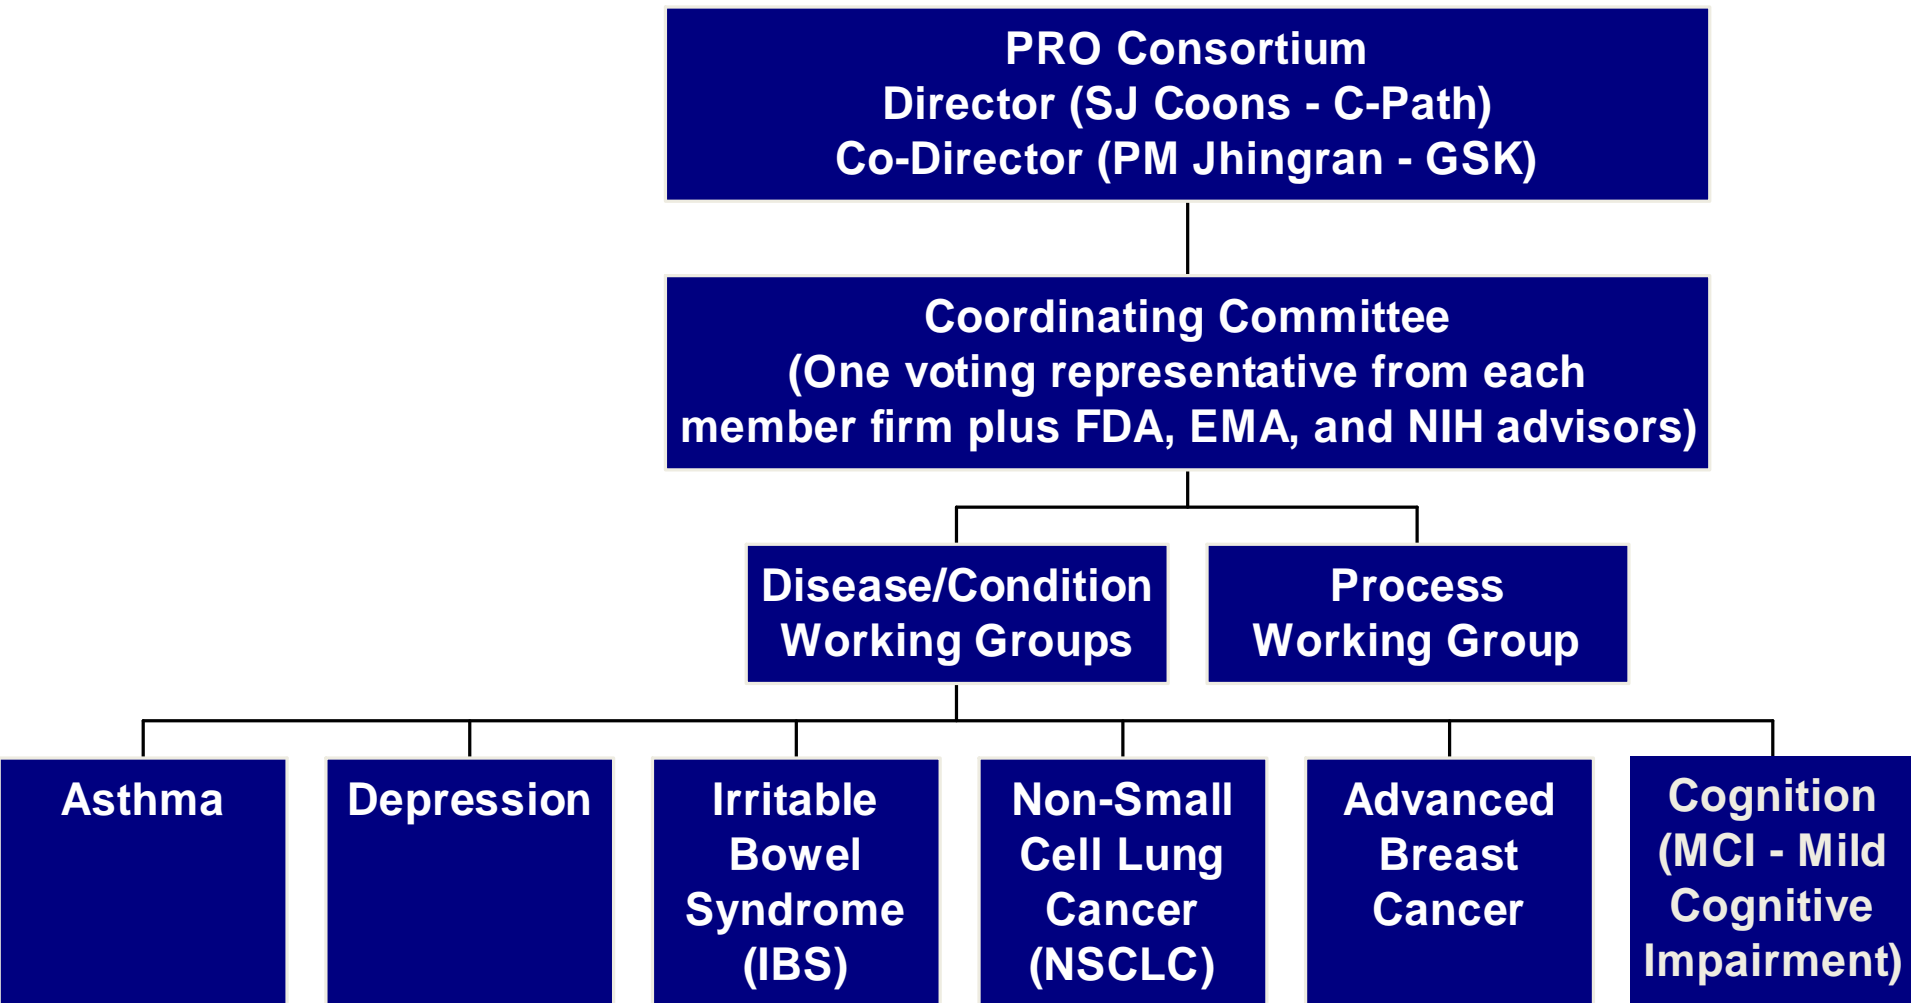 PRO Consortium
Director (SJ Coons - C-Path)
Co-Director (PM Jhingran - GSK)
Coordinating Committee
(One voting representative from each
member firm plus FDA, EMA, and NIH advisors)
Disease/Condition
Working Groups
Process
Working Group
Asthma
Depression
Irritable
Bowel
Syndrome
(IBS)
Non-Small
Cell Lung
Cancer
(NSCLC)
Advanced
Breast
Cancer
Cognition
(MCI - Mild
Cognitive
Impairment)